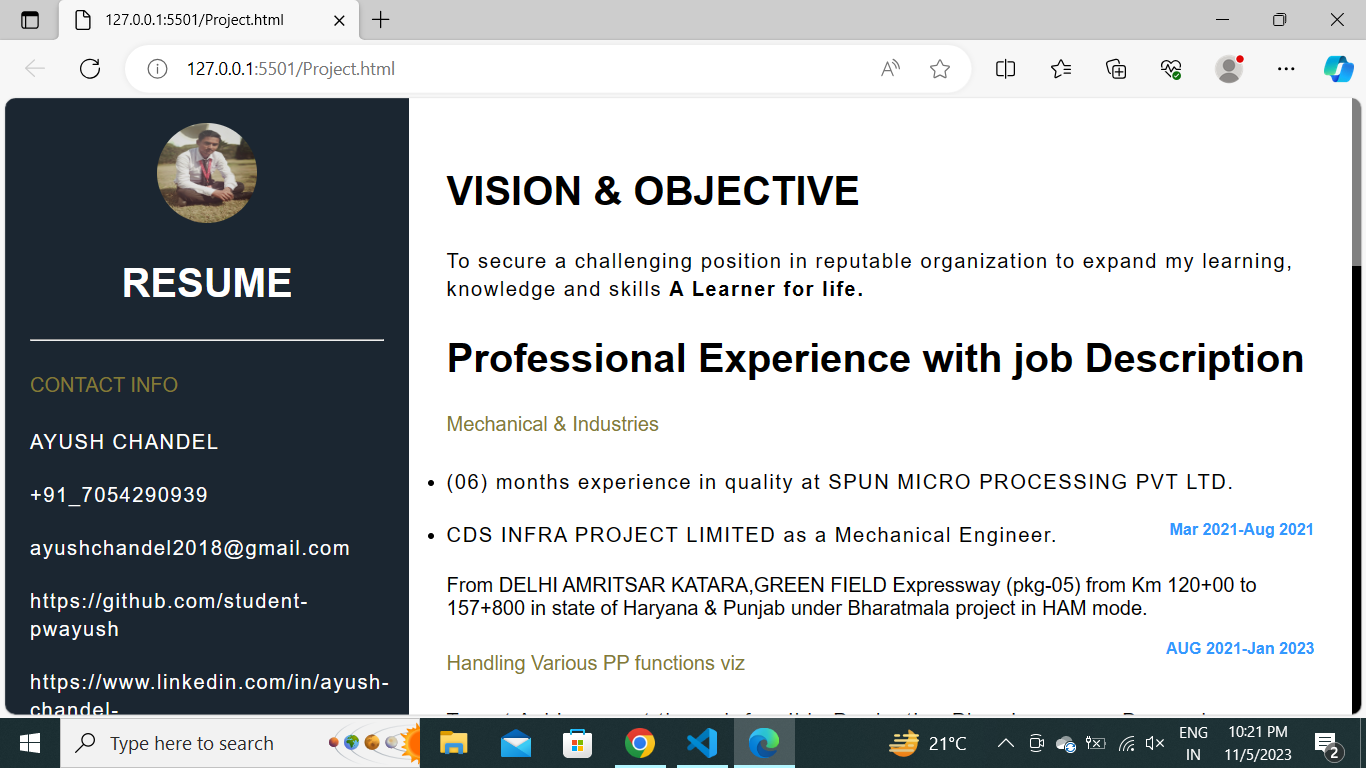 127.0.0.1:5501/Project.html
127.0.0.1:5501/Project.html
RESUME
CONTACT INFO
AYUSH CHANDEL
+91_7054290939
ayushchandel2018@gmail.com
https://github.com/student-
pwayush
https://www.linkedin.com/in/ayush-
chandel-
VISION & OBJECTIVE
To secure a challenging position in reputable organization to expand my learning,
knowledge and skills A Learner for life.
Professional Experience with job Description
Mechanical & Industries
(06) months experience in quality at SPUN MICRO PROCESSING PVT LTD.
Mar 2021-Aug 2021
CDS INFRA PROJECT LIMITED as a Mechanical Engineer.
From DELHI AMRITSAR KATARA,GREEN FIELD Expressway (pkg-05) from Km 120+00 to
157+800 in state of Haryana & Punjab under Bharatmala project in HAM mode.
AUG 2021-Jan 2023
Handling Various PP functions viz
Type here to search
21°C
ENG
IN
10:21 PM
11/5/2023
2